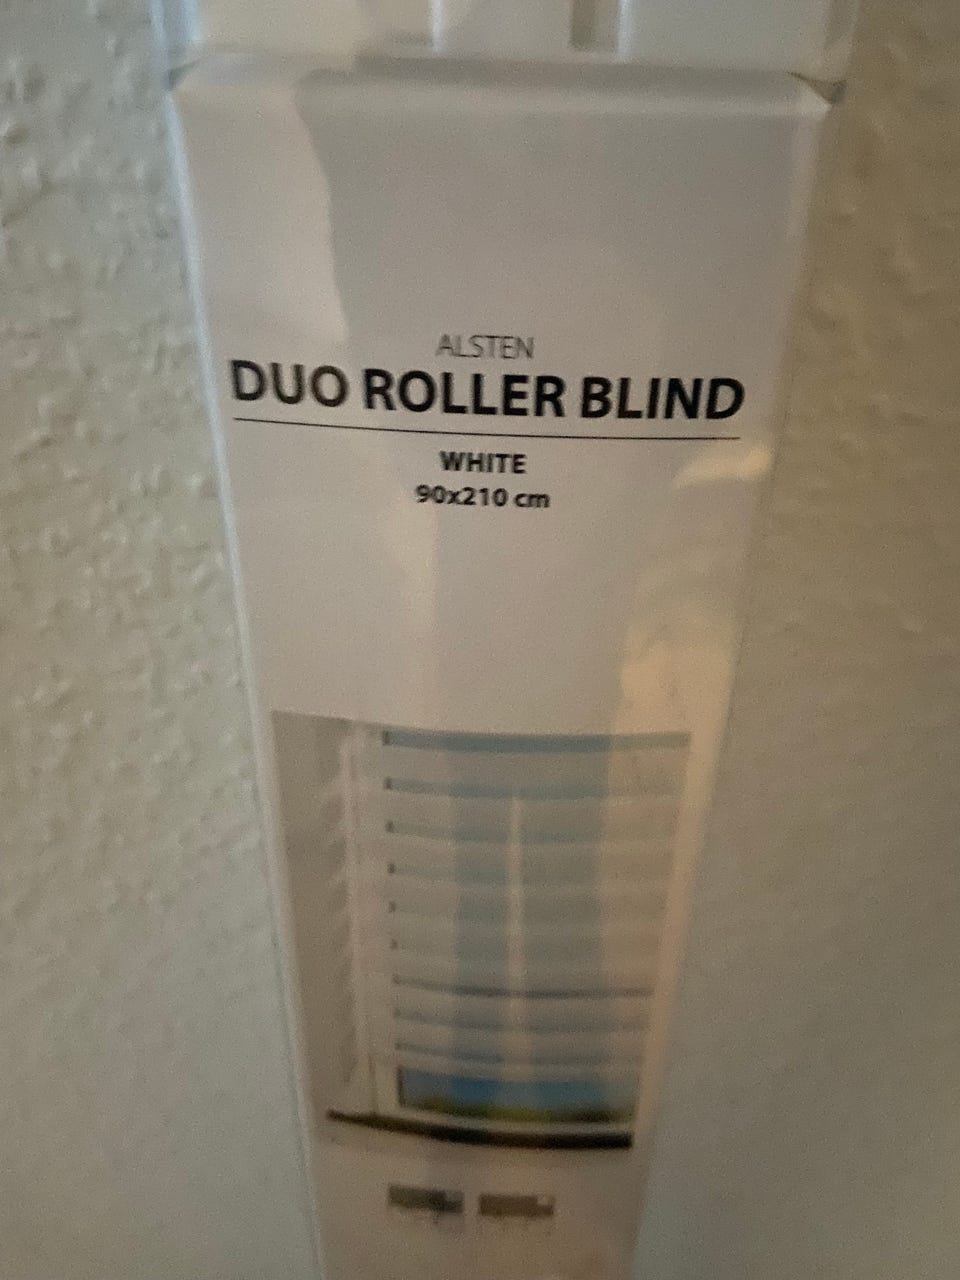 ALSTEN
DUO ROLLER BLIND
WHITE
90x210 cm